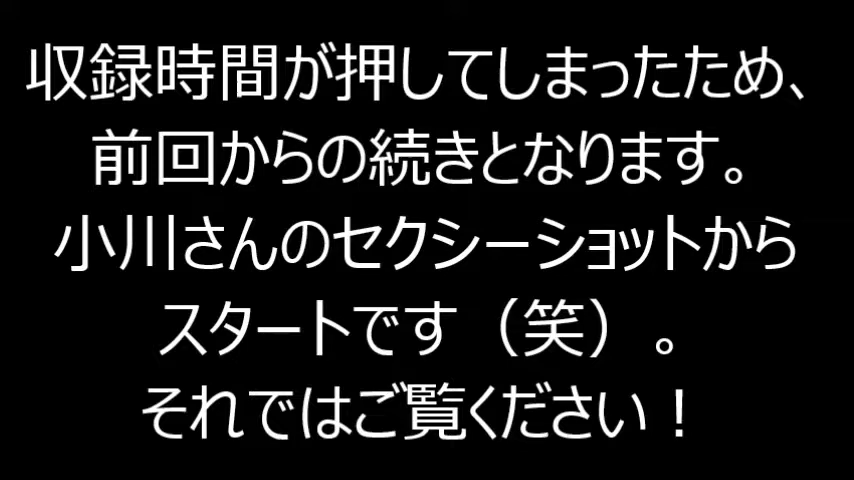 収録時間が押してしまったため、
前回からの続きとなります。
小川さんのセクシーショットから
スタートです（笑）。
それではご覧ください！